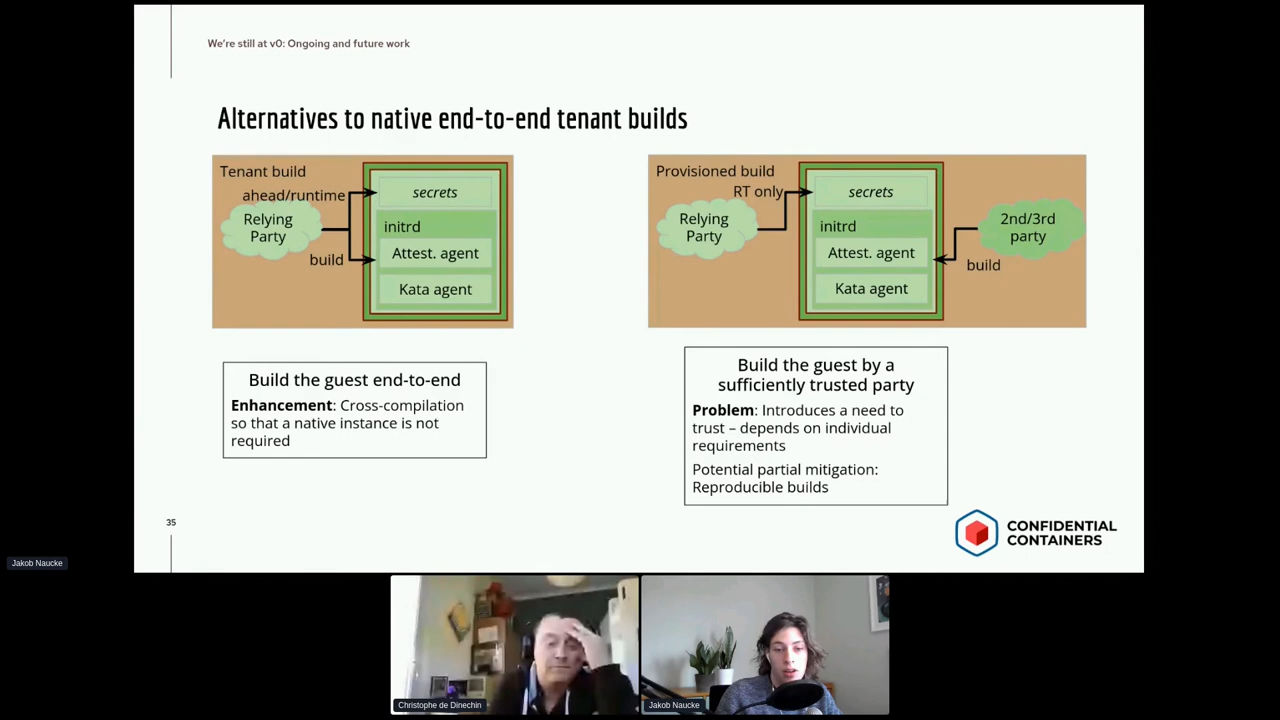 We're still at v0: Ongoing and future work
Alternatives to native end-to-end tenant builds
Tenant build
ahead/runtime
Relying
Party
build
secrets
initrd
Attest. agent
Kata agent
Provisioned build
RT only
Relying
Party
secrets
initrd
Attest. agent
Kata agent
2nd/3rd
party
build
Build the guest end-to-end
Enhancement: Cross-compilation
so that a native instance is not
required
Build the guest by a
sufficiently trusted party
Problem: Introduces a need to
trust – depends on individual
requirements
Potential partial mitigation:
Reproducible builds
35
CONFIDENTIAL
CONTAINERS
Jakob Naucke
Christophe de Dinechin
Jakob Naucke